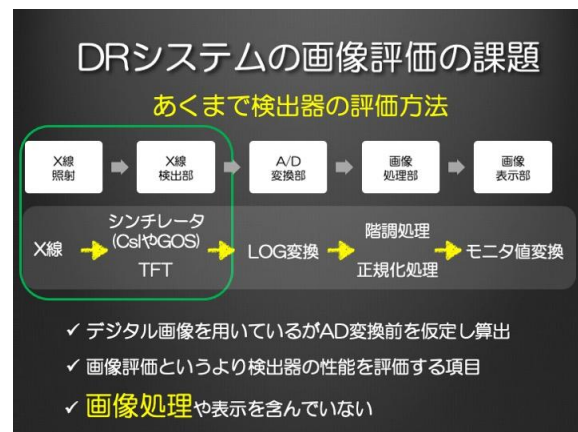 DRシステムの画像評価の課題
あくまで検出器の評価方法
X線
照射
X線
検出部
A/D
変換部
画像
処理部
画像
表示部
X線
シンチレータ
(CsIやGOS)
TFT
LOG変換
階調処理
正規化処理
モニタ値変換
✓ デジタル画像を用いているがAD変換前を仮定し算出
✓ 画像評価というより検出器の性能を評価する項目
✓ 画像処理や表示を含んでいない